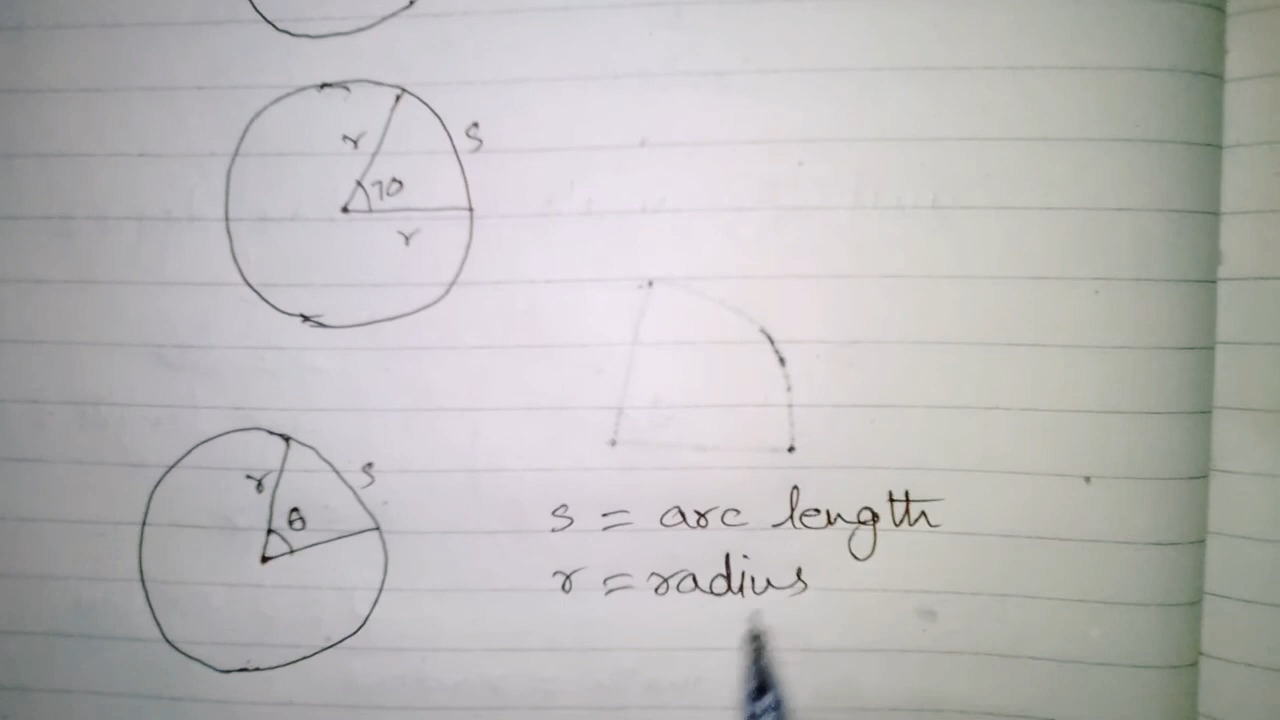 r
s
70
r
r
s
θ
s = arc length
r = radius